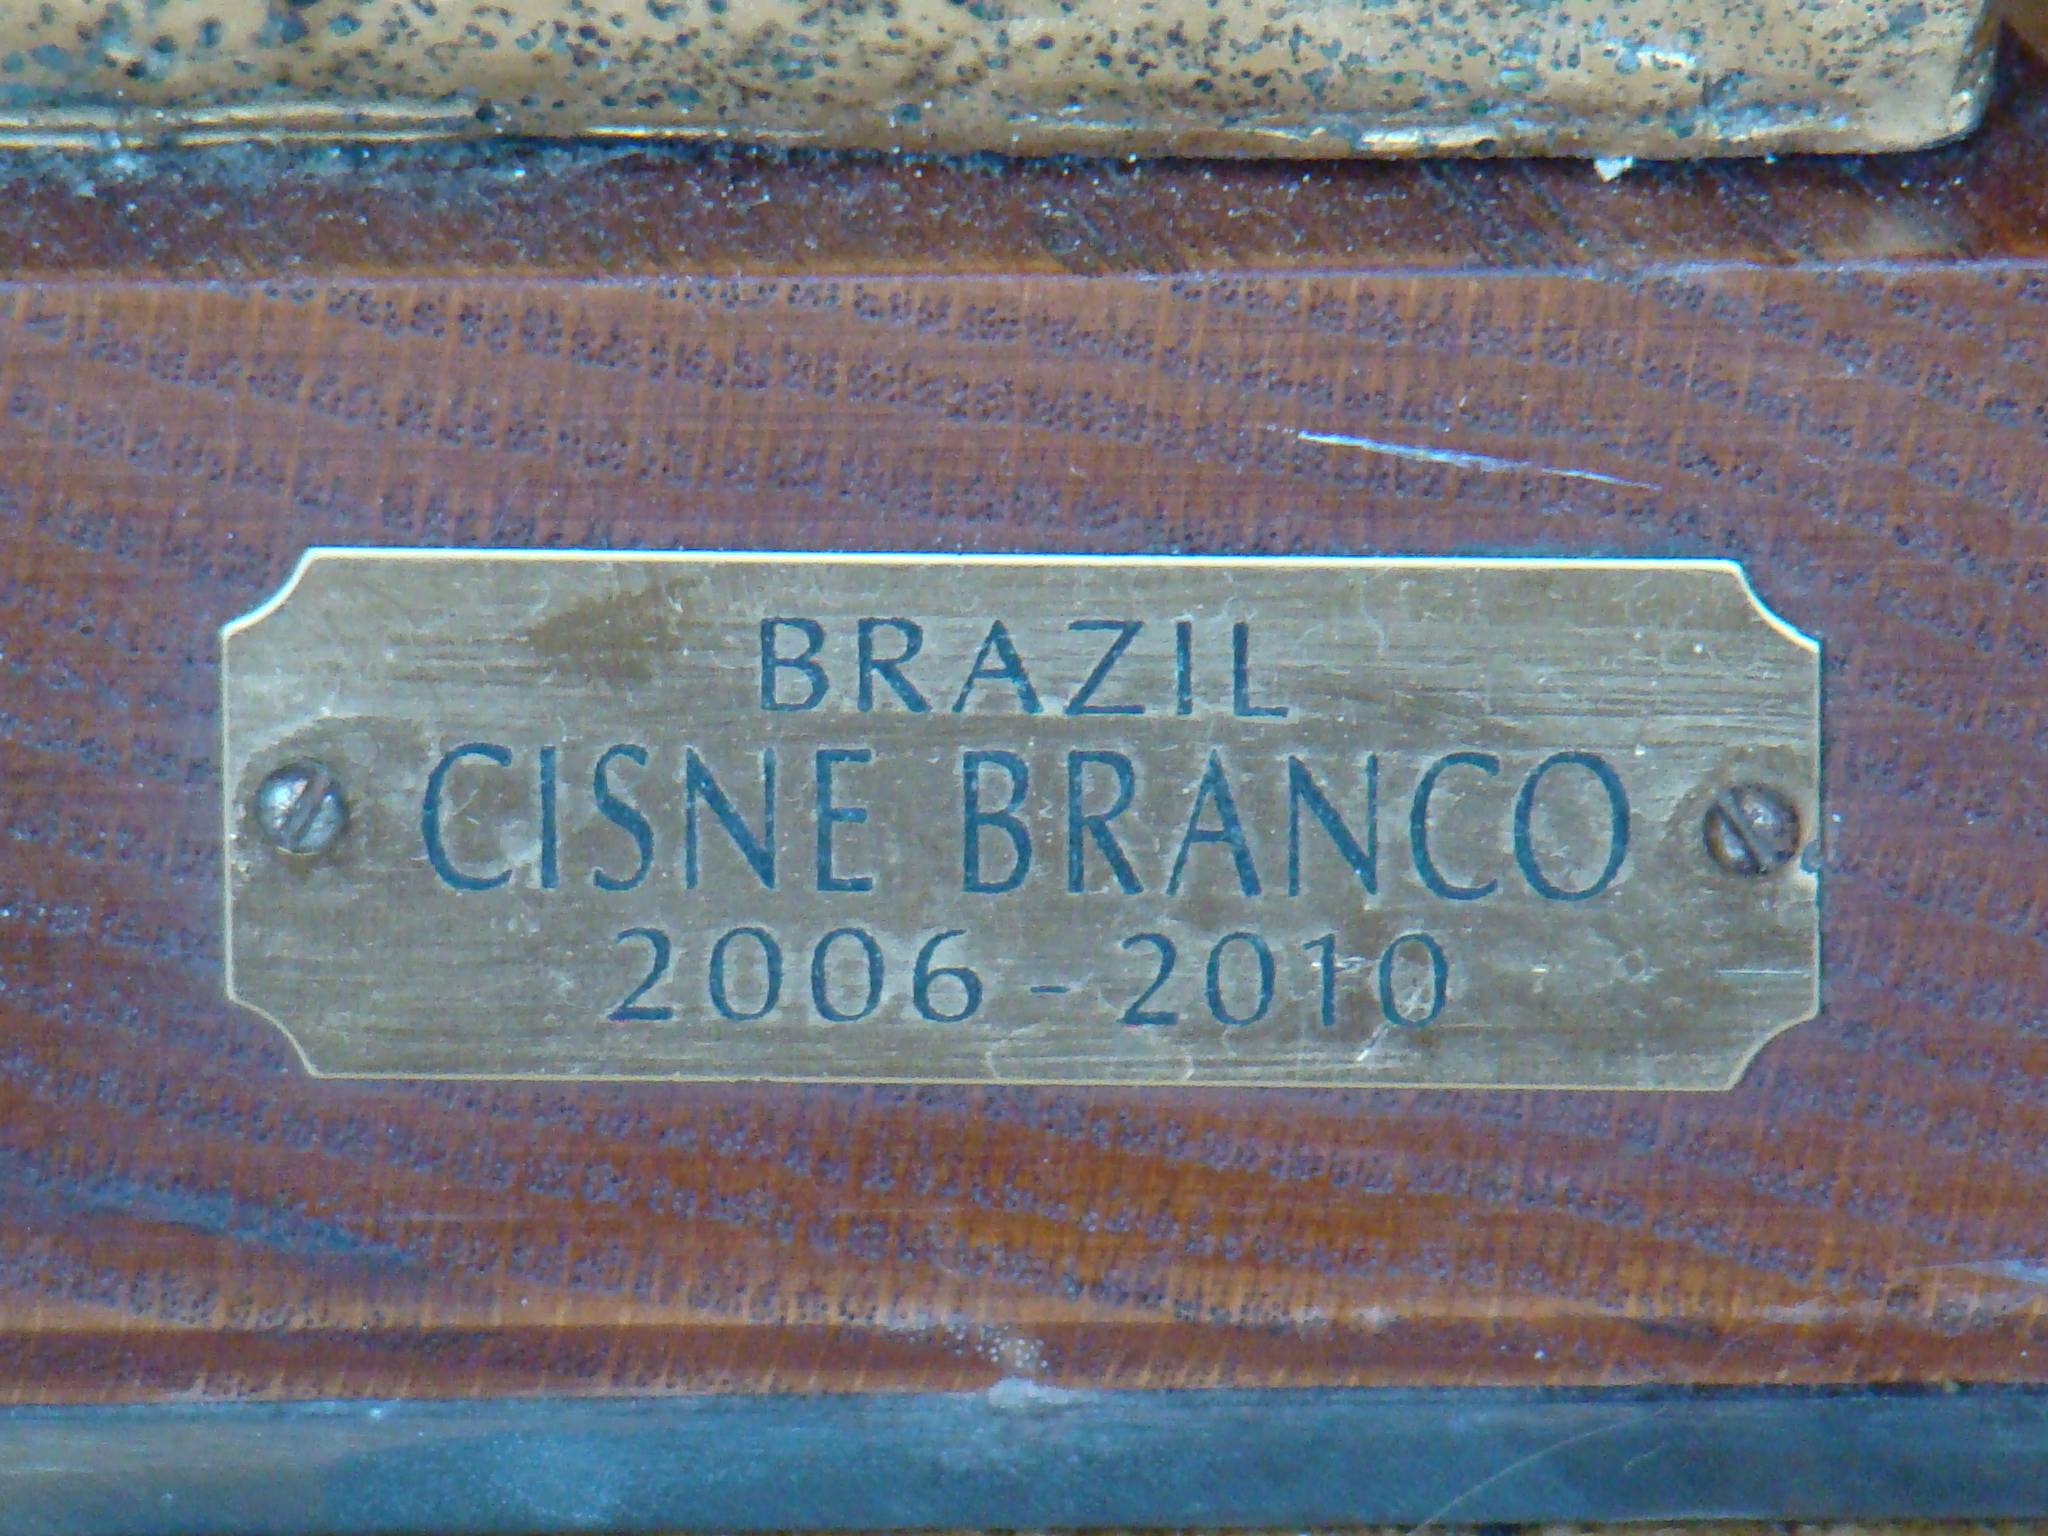 BRAZIL
CISNE BRANCO
2006 - 2010